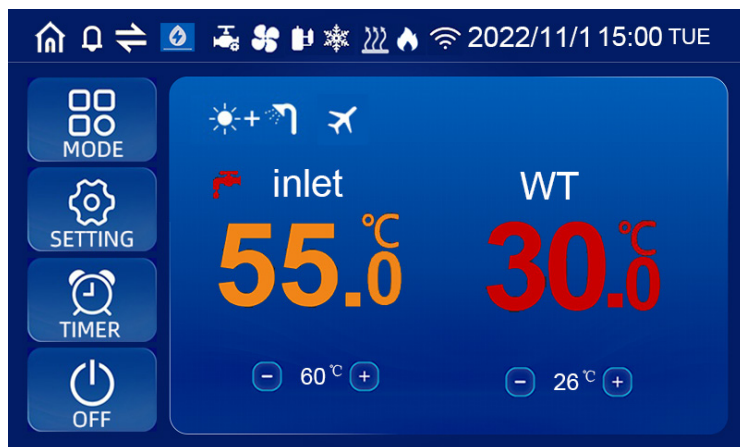 2022/11/1 15:00 TUE
MODE
SETTING
TIMER
OFF
+
inlet WT
55.0℃ 30.0℃
- 60℃ + - 26℃ +